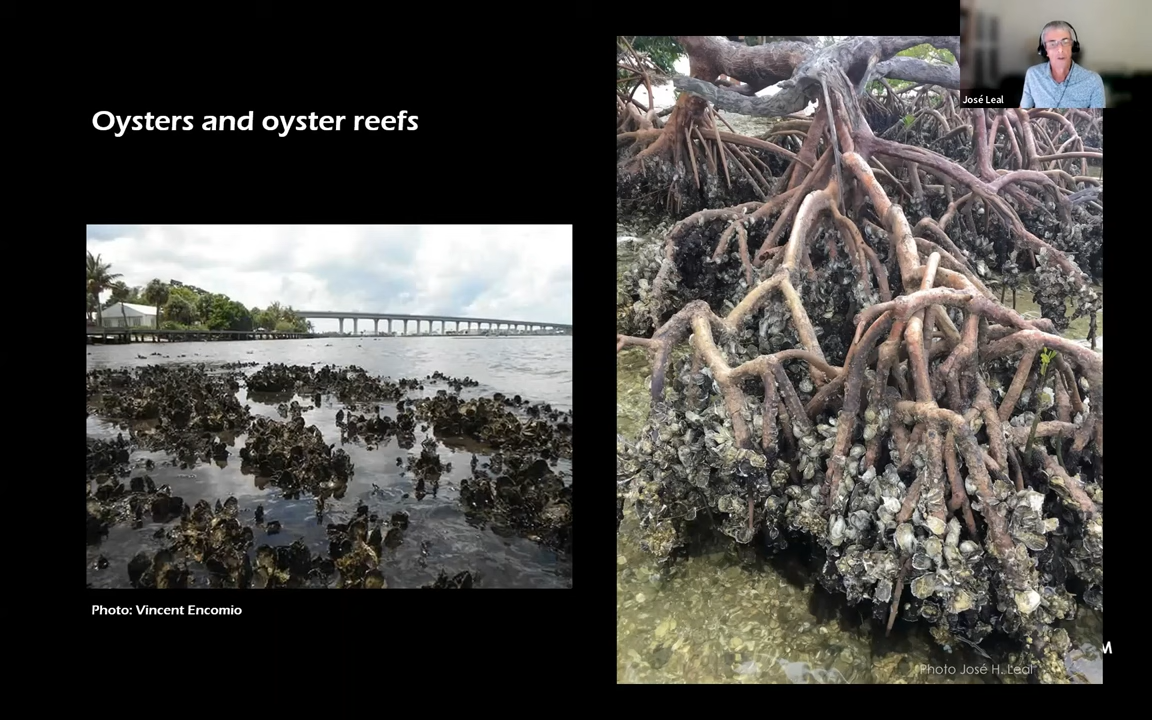 José Leal
Oysters and oyster reefs
Photo: Vincent Encomio
M
Photo José H. Leal